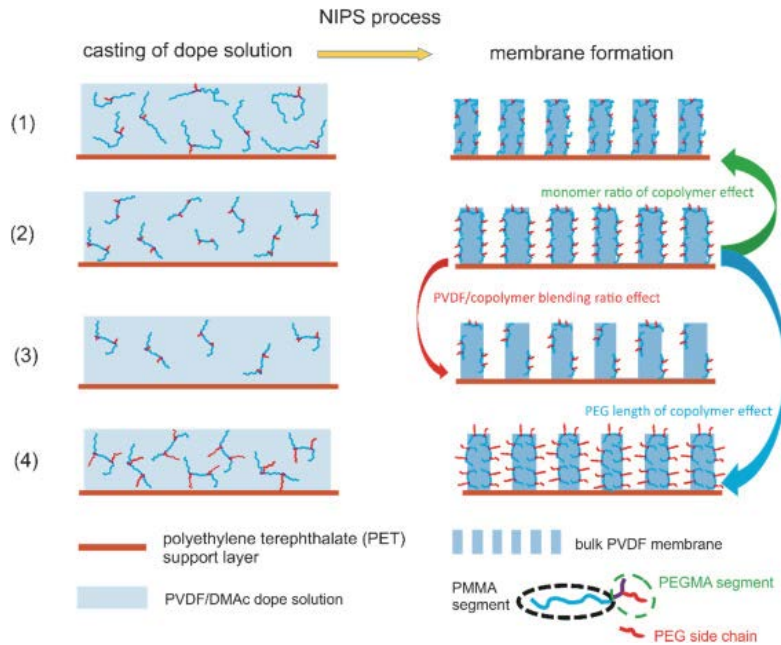 NIPS process
casting of dope solution
membrane formation
(1)
monomer ratio of copolymer effect
(2)
PVDF/copolymer blending ratio effect
(3)
PEG length of copolymer effect
(4)
polyethylene terephthalate (PET)
support layer
bulk PVDF membrane
PVDF/DMAc dope solution
PMMA
segment
PEGMA segment
PEG side chain